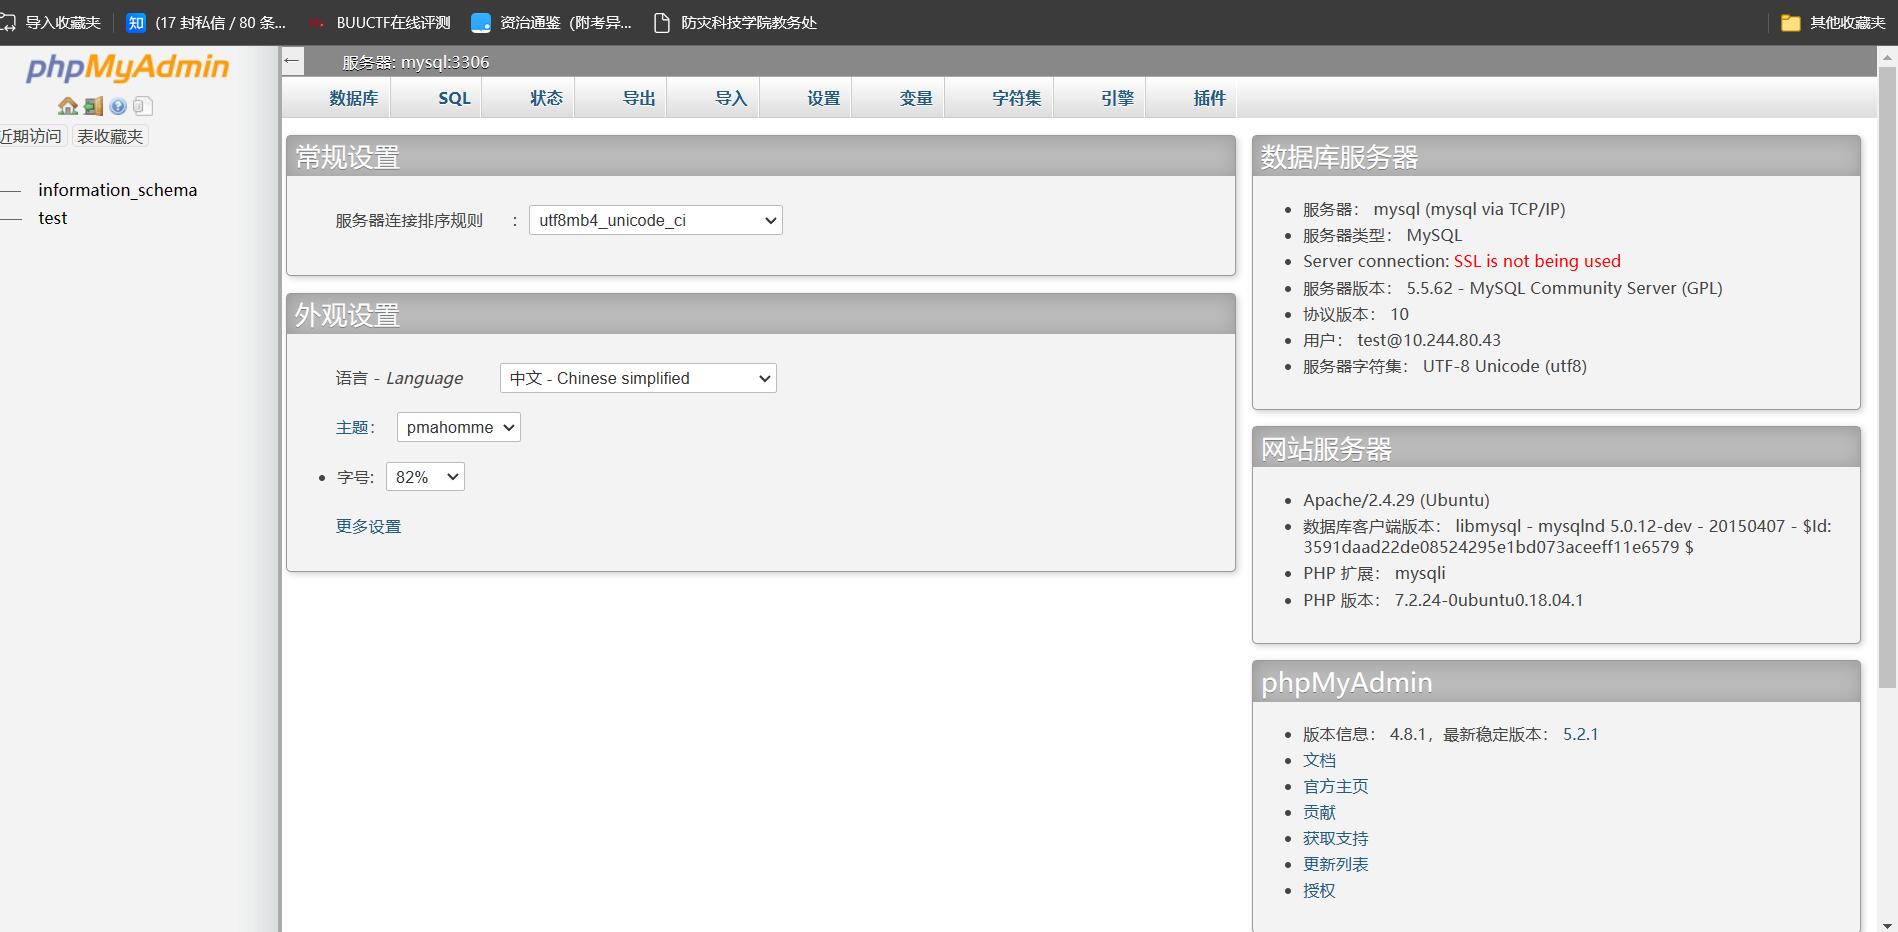 导入收藏夹 知 (17 封私信 / 80 条... BUUCTF在线评测 资治通鉴（附考异... 防灾科技学院教务处 其他收藏夹
phpMyAdmin
近期访问 表收藏夹
information_schema
test
← 服务器: mysql:3306
数据库 SQL 状态 导出 导入 设置 变量 字符集 引擎 插件
常规设置
服务器连接排序规则 : utf8mb4_unicode_ci
外观设置
语言 - Language 中文 - Chinese simplified
主题： pmahomme
• 字号: 82%
更多设置
数据库服务器
• 服务器： mysql (mysql via TCP/IP)
• 服务器类型： MySQL
• Server connection: SSL is not being used
• 服务器版本： 5.5.62 - MySQL Community Server (GPL)
• 协议版本： 10
• 用户： test@10.244.80.43
• 服务器字符集： UTF-8 Unicode (utf8)
网站服务器
• Apache/2.4.29 (Ubuntu)
• 数据库客户端版本： libmysql - mysqlnd 5.0.12-dev - 20150407 - $Id:
3591daad22de08524295e1bd073aceeff11e6579 $
• PHP 扩展： mysqli
• PHP 版本： 7.2.24-0ubuntu0.18.04.1
phpMyAdmin
• 版本信息： 4.8.1，最新稳定版本： 5.2.1
• 文档
• 官方主页
• 贡献
• 获取支持
• 更新列表
• 授权